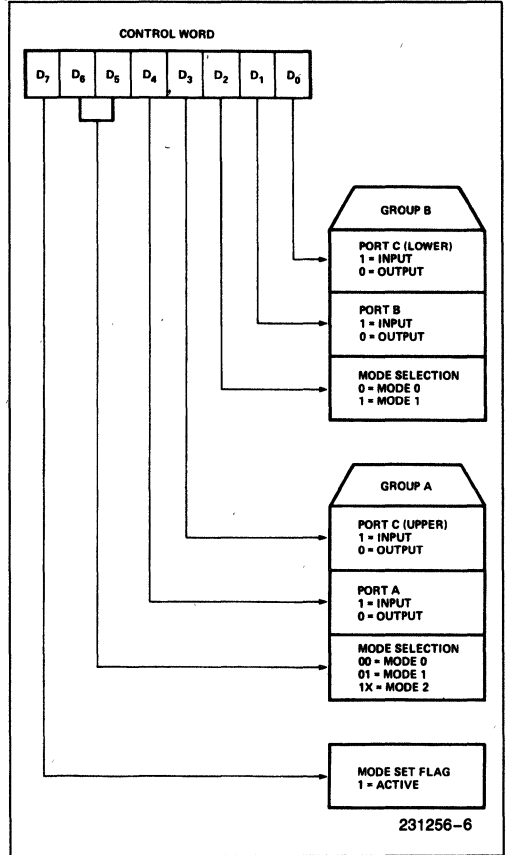 CONTROL WORD
D7 D6 D5 D4 D3 D2 D1 D0
GROUP B
PORT C (LOWER)
1 = INPUT
0 = OUTPUT
PORT B
1 = INPUT
0 = OUTPUT
MODE SELECTION
0 = MODE 0
1 = MODE 1
GROUP A
PORT C (UPPER)
1 = INPUT
0 = OUTPUT
PORT A
1 = INPUT
0 = OUTPUT
MODE SELECTION
00 = MODE 0
01 = MODE 1
1X = MODE 2
MODE SET FLAG
1 = ACTIVE
231256-6